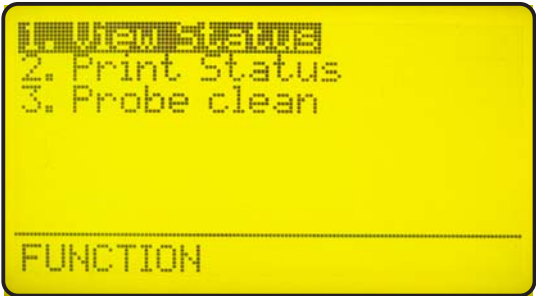 1. View Status
2. Print Status
3. Probe clean
FUNCTION